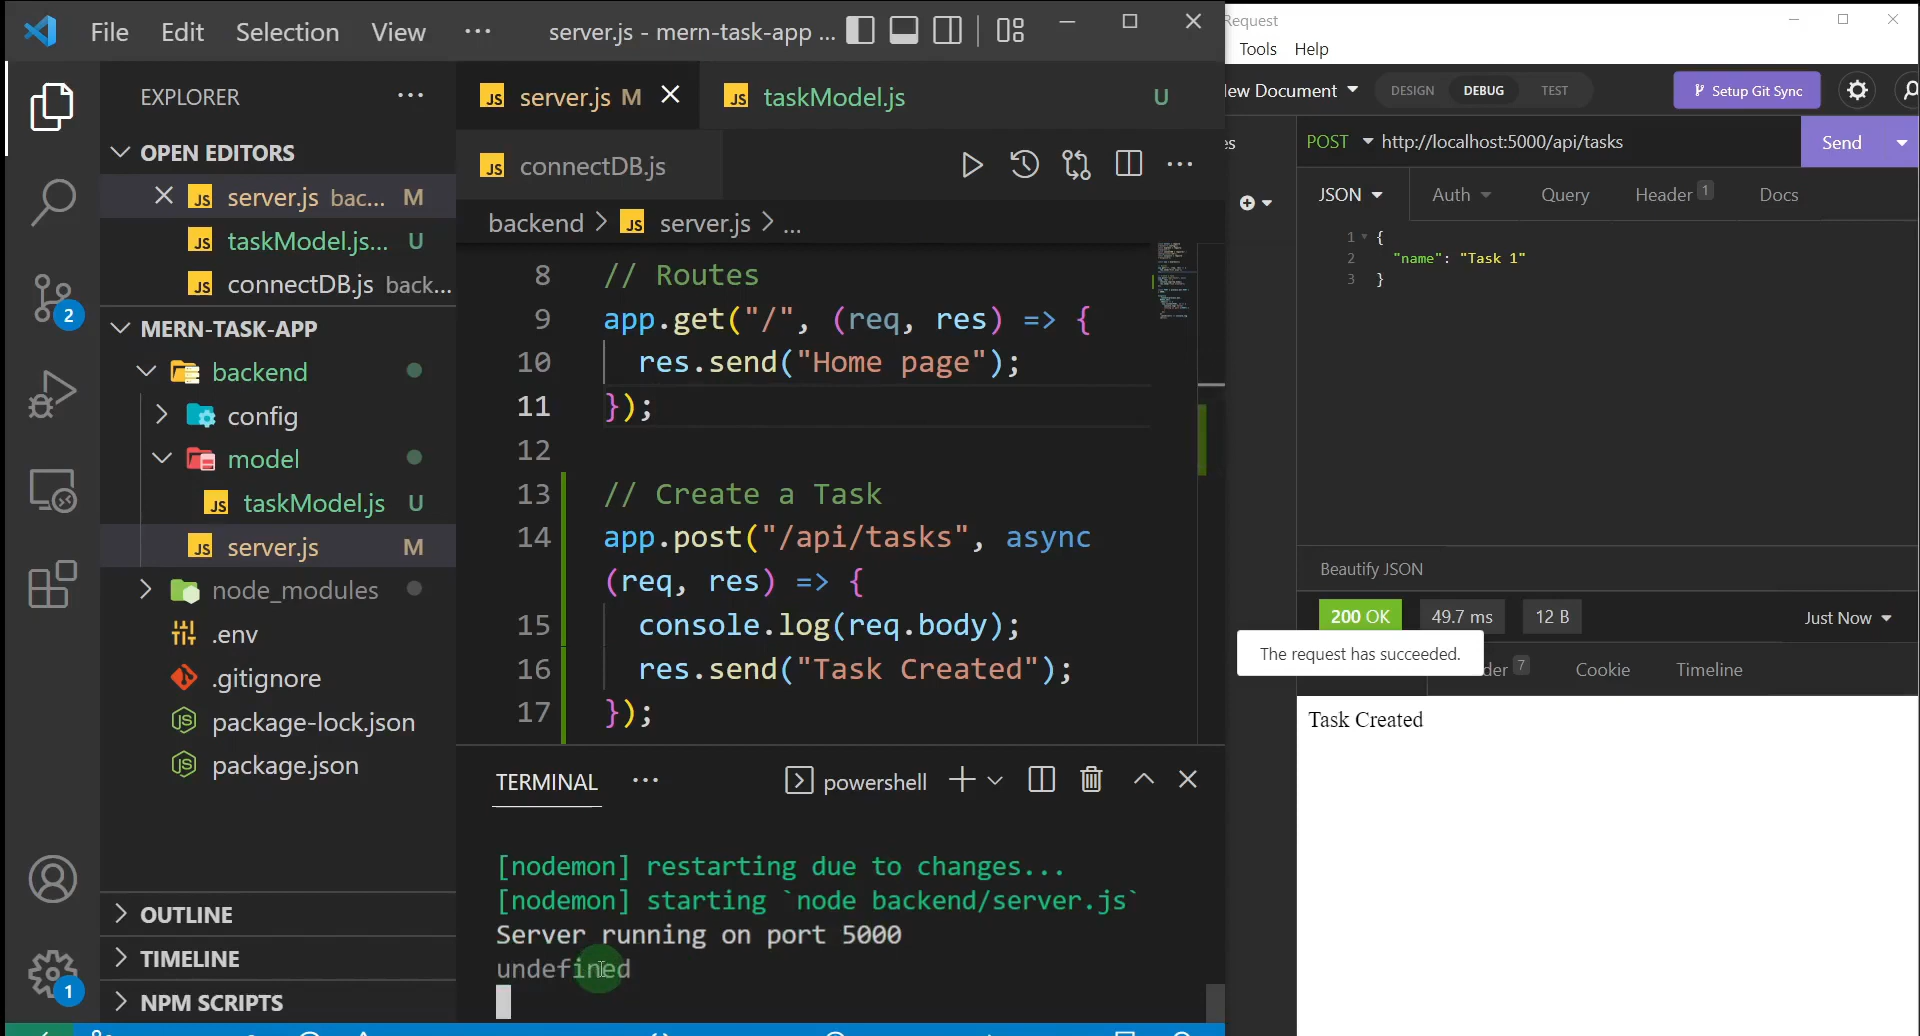 File Edit Selection View ··· server.js - mern-task-app ...
EXPLORER ···
OPEN EDITORS
server.js bac... M
taskModel.js... U
connectDB.js back...
MERN-TASK-APP
backend
config
model
taskModel.js U
server.js M
node_modules
.env
.gitignore
package-lock.json
package.json
OUTLINE
TIMELINE
NPM SCRIPTS
2
1
server.js M
taskModel.js U
connectDB.js
backend > server.js > ...
8 // Routes
9 app.get("/", (req, res) => {
10 res.send("Home page");
11 });
12
13 // Create a Task
14 app.post("/api/tasks", async
(req, res) => {
15 console.log(req.body);
16 res.send("Task Created");
17 });
TERMINAL ··· powershell
[nodemon] restarting due to changes...
[nodemon] starting `node backend/server.js`
Server running on port 5000
undefined
Request
Tools Help
ew Document DESIGN DEBUG TEST Setup Git Sync
POST http://localhost:5000/api/tasks Send
es
JSON Auth Query Header 1 Docs
1 {
2 "name": "Task 1"
3 }
Beautify JSON
200 OK 49.7 ms 12 B Just Now
The request has succeeded.
der 7 Cookie Timeline
Task Created